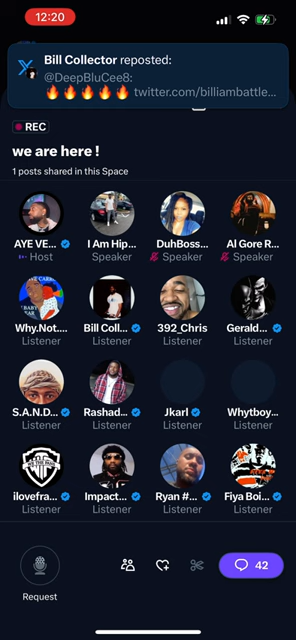 12:20
Bill Collector reposted:
@DeepBluCee8:
🔥🔥🔥🔥🔥 twitter.com/billiambattle...
REC
we are here !
1 posts shared in this Space
AYE VE... I Am Hip... DuhBoss... Al Gore R...
Host Speaker Speaker Speaker
Why.Not.... Bill Coll... 392_Chris Gerald...
Listener Listener Listener Listener
S.A.N.D... Rashad... Jkarl Whytboy...
Listener Listener Listener Listener
ilovefra... Impact... Ryan #... Fiya Boi...
Listener Listener Listener Listener
42
Request